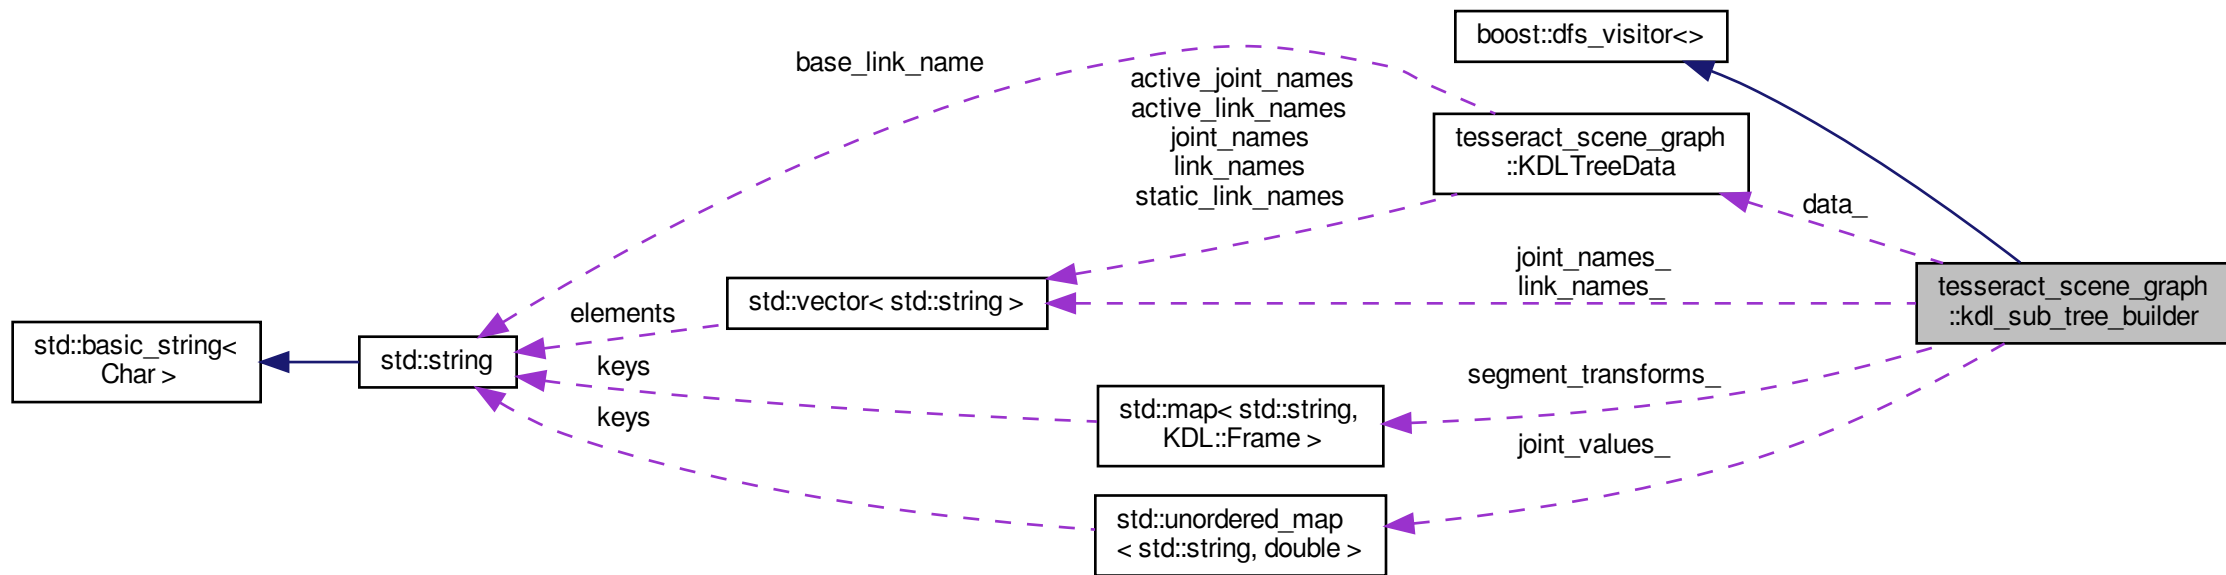 boost::dfs_visitor<>
base_link_name
active_joint_names
active_link_names
joint_names
link_names
static_link_names
tesseract_scene_graph
::KDLTreeData
data_
joint_names_
link_names_
tesseract_scene_graph
::kdl_sub_tree_builder
std::vector< std::string >
elements
std::basic_string<
Char >
std::string
keys
keys
segment_transforms_
std::map< std::string,
KDL::Frame >
joint_values_
std::unordered_map
< std::string, double >